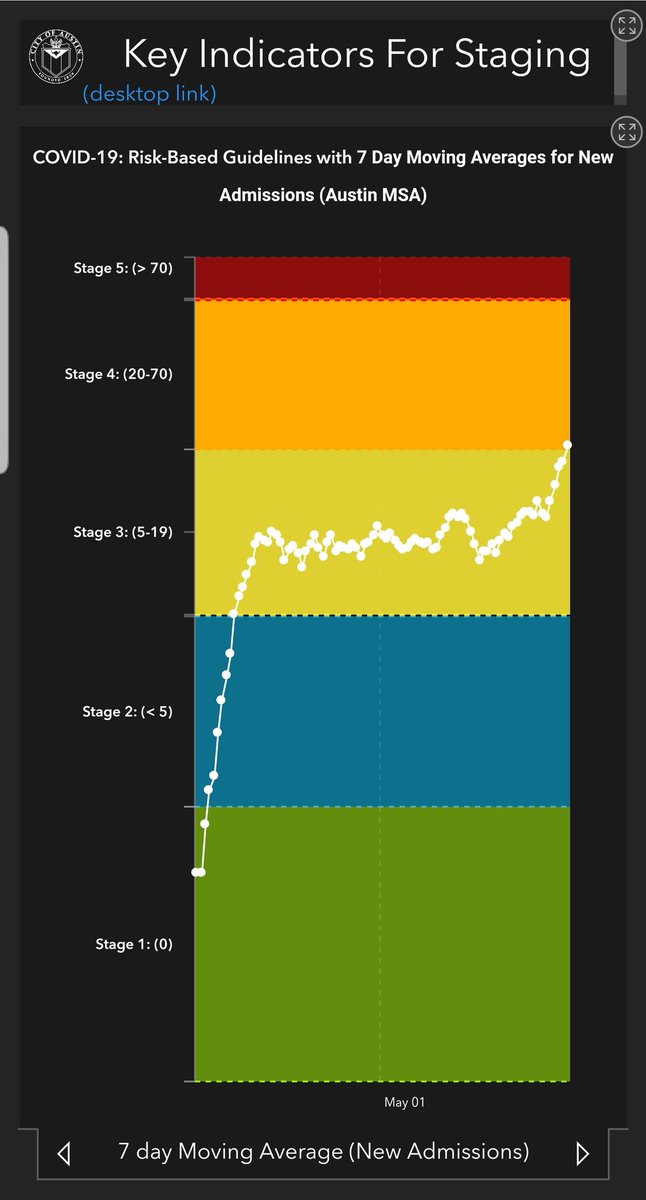 CITY OF AUSTIN
FOUNDED 1839
Key Indicators For Staging
(desktop link)
COVID-19: Risk-Based Guidelines with 7 Day Moving Averages for New
Admissions (Austin MSA)
Stage 5: (> 70)
Stage 4: (20-70)
Stage 3: (5-19)
Stage 2: (< 5)
Stage 1: (0)
May 01
7 day Moving Average (New Admissions)